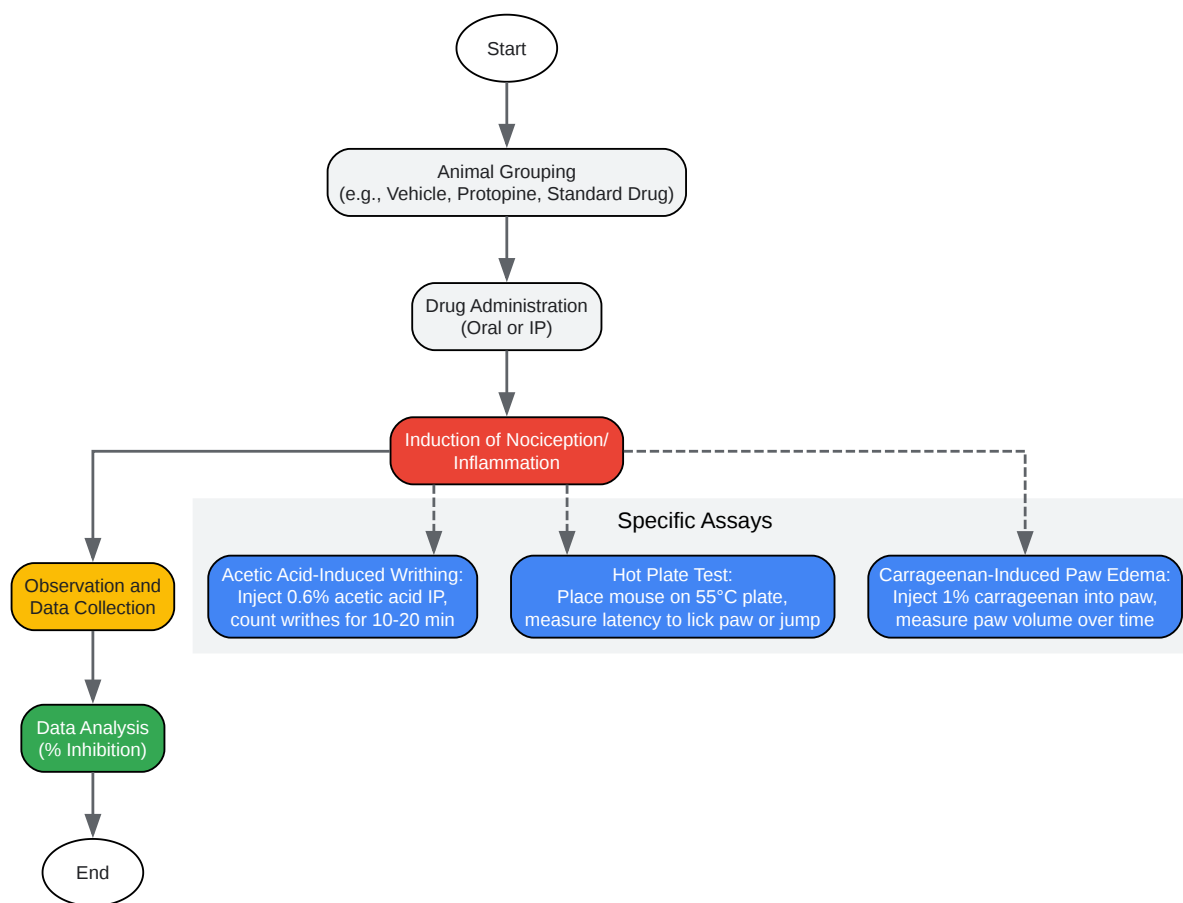 Start
Animal Grouping
(e.g., Vehicle, Protopine, Standard Drug)
Drug Administration
(Oral or IP)
Induction of Nociception/
Inflammation
Specific Assays
Acetic Acid-Induced Writhing:
Inject 0.6% acetic acid IP,
count writhes for 10-20 min
Hot Plate Test:
Place mouse on 55°C plate,
measure latency to lick paw or jump
Carrageenan-Induced Paw Edema:
Inject 1% carrageenan into paw,
measure paw volume over time
Observation and
Data Collection
Data Analysis
(% Inhibition)
End